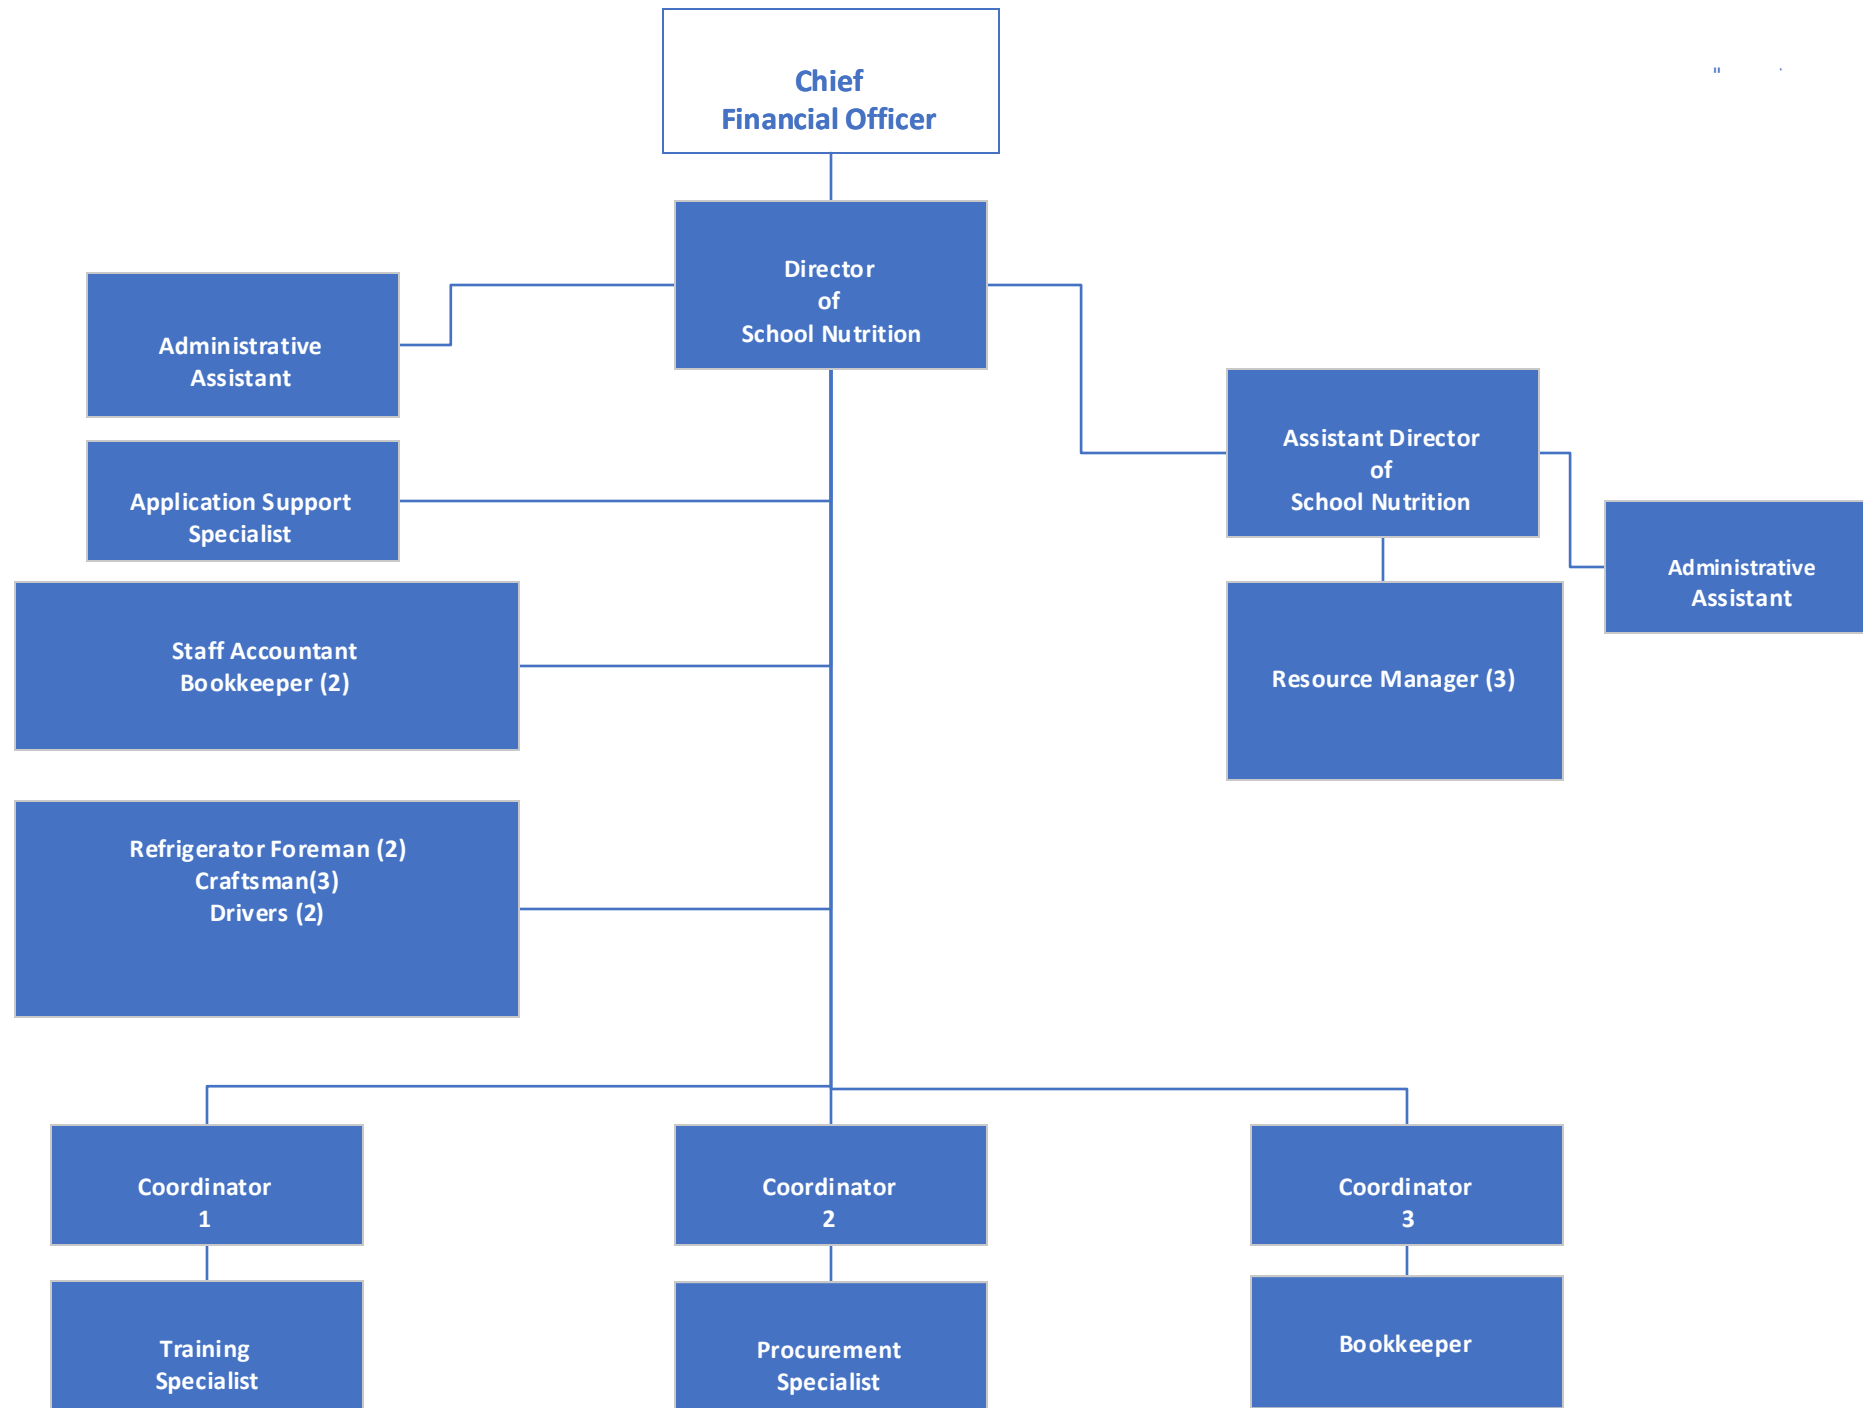 Chief
Financial Officer
Director
of
School Nutrition
Administrative
Assistant
Application Support
Specialist
Assistant Director
of
School Nutrition
Administrative
Assistant
Staff Accountant
Bookkeeper (2)
Resource Manager (3)
Refrigerator Foreman (2)
Craftsman(3)
Drivers (2)
Coordinator
1
Coordinator
2
Coordinator
3
Training
Specialist
Procurement
Specialist
Bookkeeper